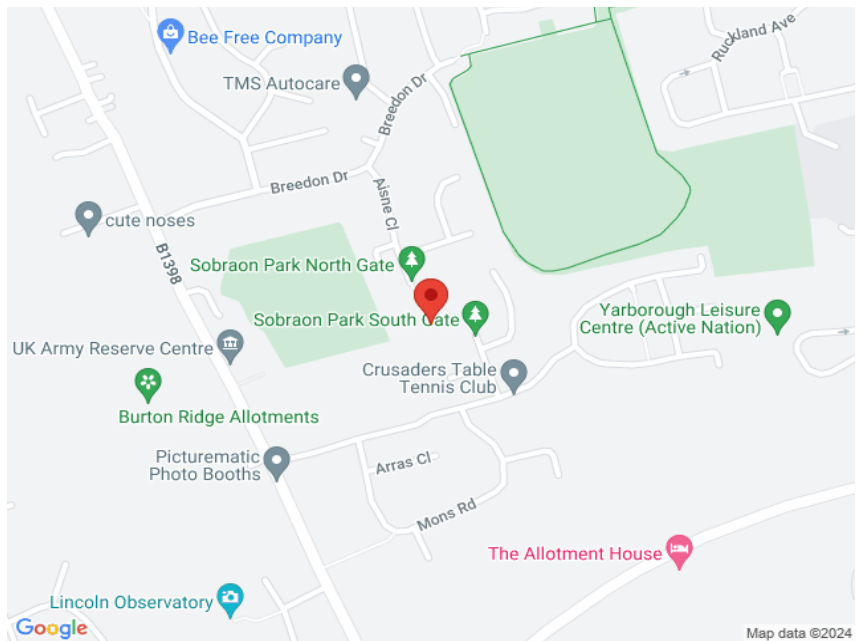 Bee Free Company
Ruckland Ave
TMS Autocare
Breedon Dr
Breedon Dr
Aisne Cl
cute noses
B1398
Sobraon Park North Gate
Sobraon Park South Gate
Yarborough Leisure
Centre (Active Nation)
UK Army Reserve Centre
Crusaders Table
Tennis Club
Burton Ridge Allotments
Picturematic
Photo Booths
Arras Cl
Mons Rd
The Allotment House
Lincoln Observatory
Google
Map data ©2024